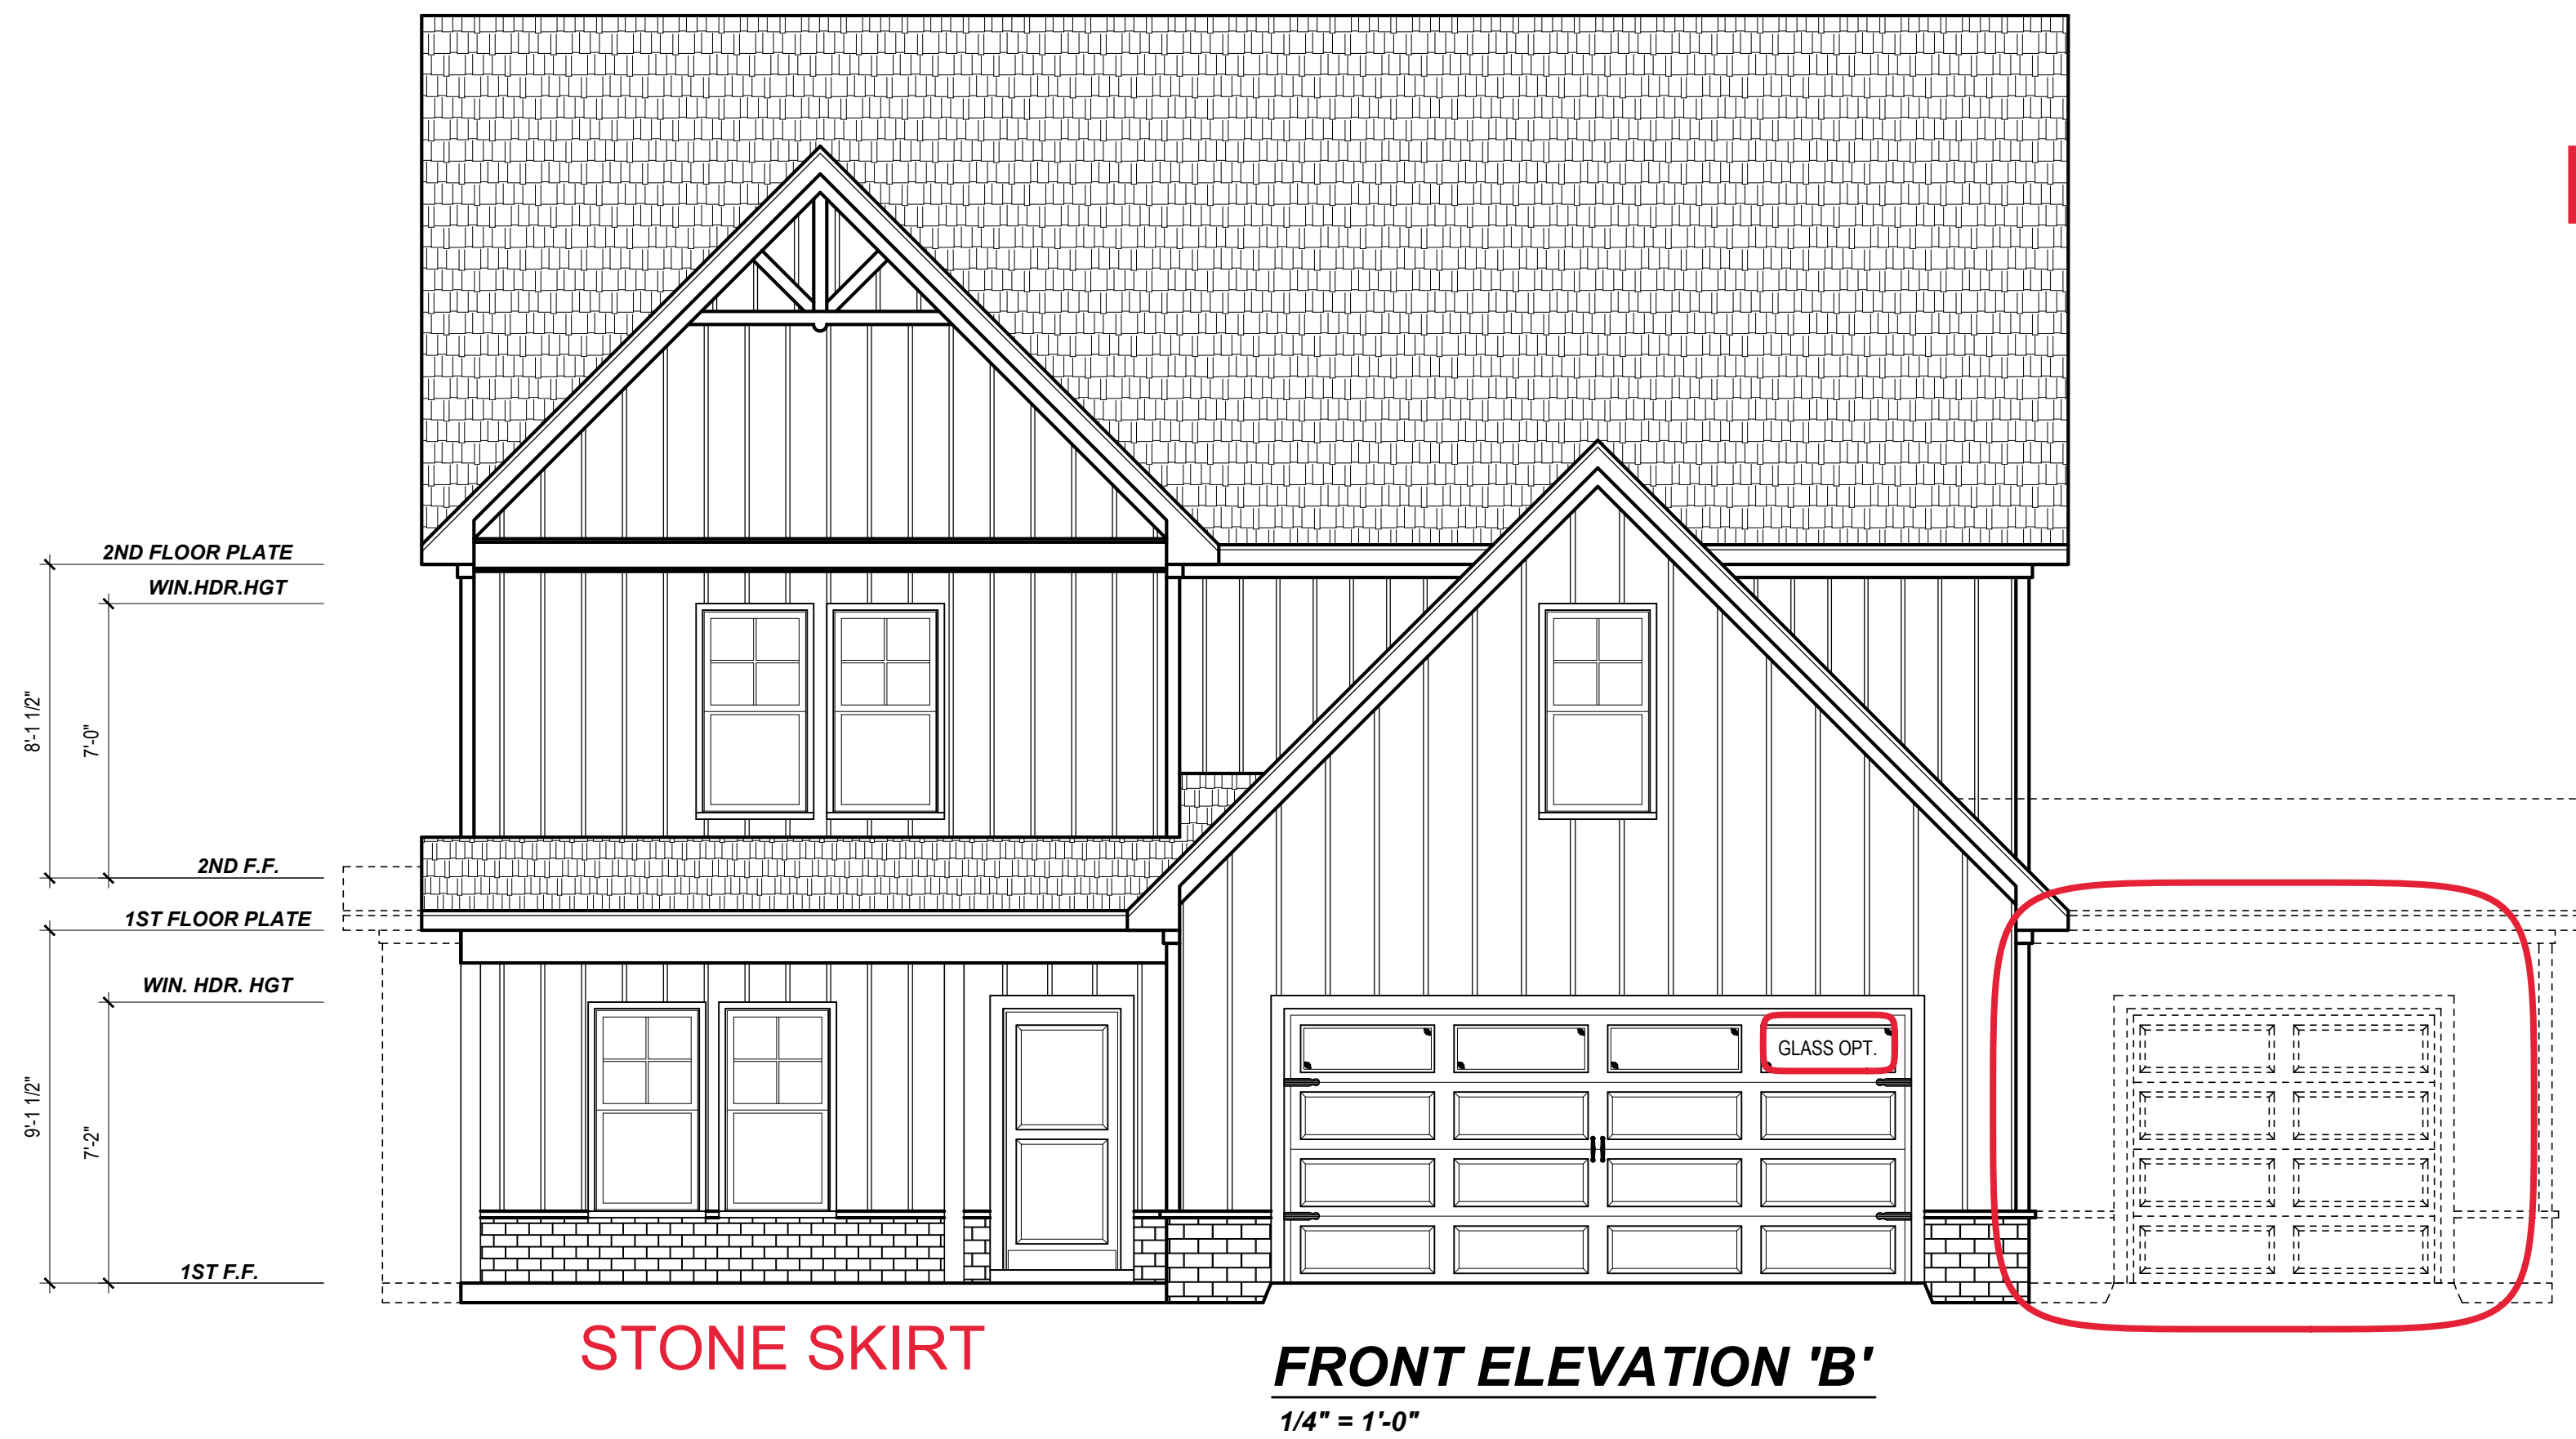 2ND FLOOR PLATE
WIN.HDR.HGT
8'-1 1/2"
7'-0"
2ND F.F.
1ST FLOOR PLATE
WIN. HDR. HGT
9'-1 1/2"
7'-2"
1ST F.F.
GLASS OPT.
STONE SKIRT
FRONT ELEVATION 'B'
1/4" = 1'-0"